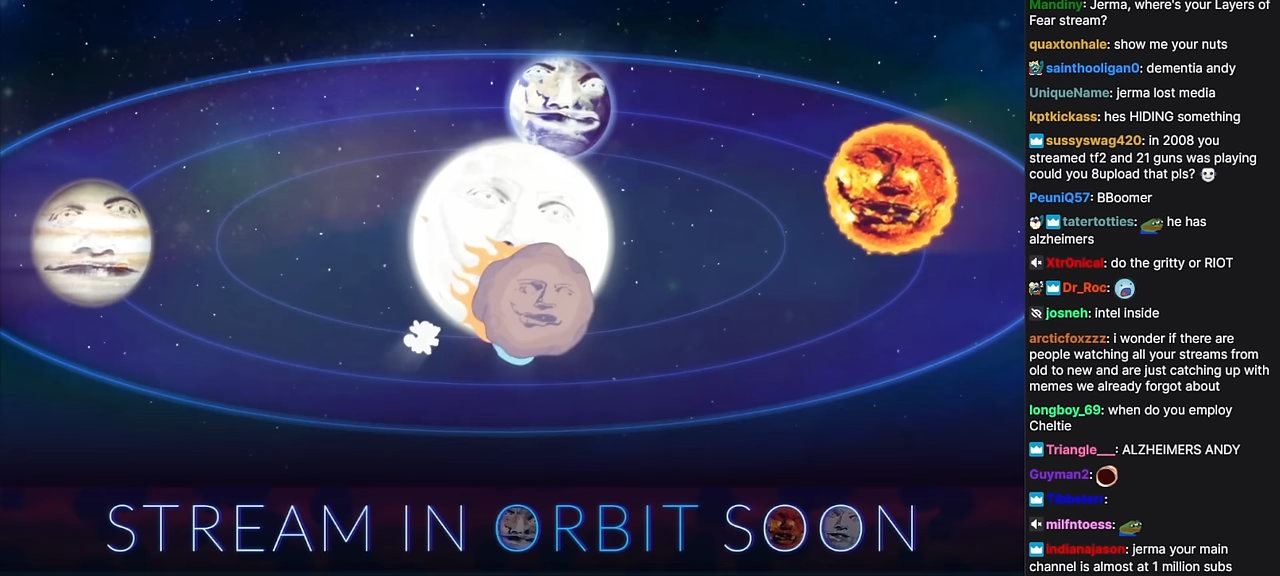 Mandiny: Jerma, where's your Layers of
Fear stream?
quaxtonhale: show me your nuts
sainthooligan0: dementia andy
UniqueName: jerma lost media
kptkickass: hes HIDING something
sussyswag420: in 2008 you
streamed tf2 and 21 guns was playing
could you 8upload that pls?
PeuniQ57: BBoomer
tatertotties: he has
alzheimers
Xtr0nical: do the gritty or RIOT
Dr_Roc:
josneh: intel inside
arcticfoxzzz: i wonder if there are
people watching all your streams from
old to new and are just catching up with
memes we already forgot about
longboy_69: when do you employ
Cheltie
Triangle___: ALZHEIMERS ANDY
Guyman2:
milfntoess:
indianajason: jerma your main
channel is almost at 1 million subs
STREAM IN ORBIT SOON